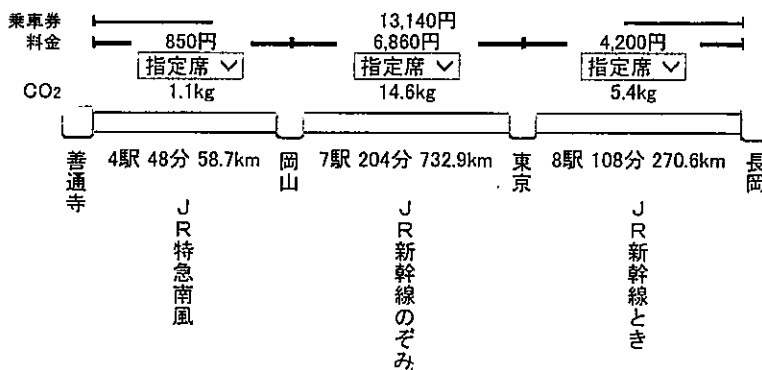 乗車券 13,140円
料金 850円 6,860円 4,200円
指定席 指定席 指定席
CO2 1.1kg 14.6kg 5.4kg
善通寺 4駅 48分 58.7km 岡山 7駅 204分 732.9km 東京 8駅 108分 270.6km 長岡
JR特急南風
JR新幹線のぞみ
JR新幹線とき